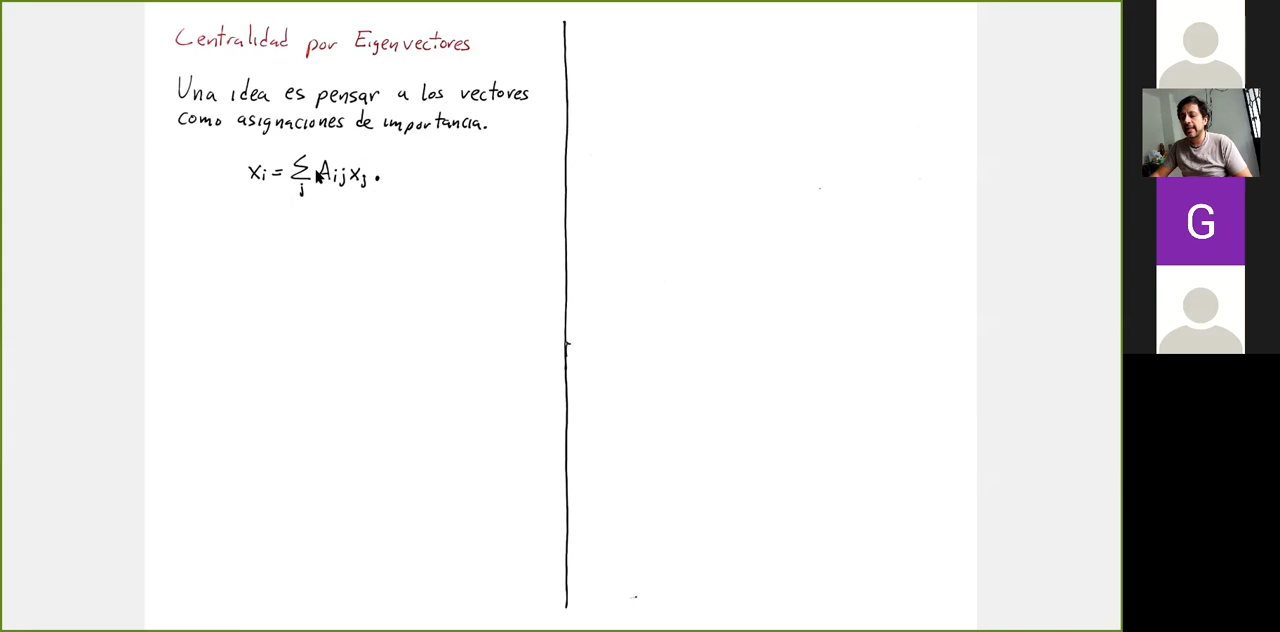 Centralidad por Eigenvectores
Una idea es pensar a los vectores
como asignaciones de importancia.
xi = ∑j Aij xj .
G